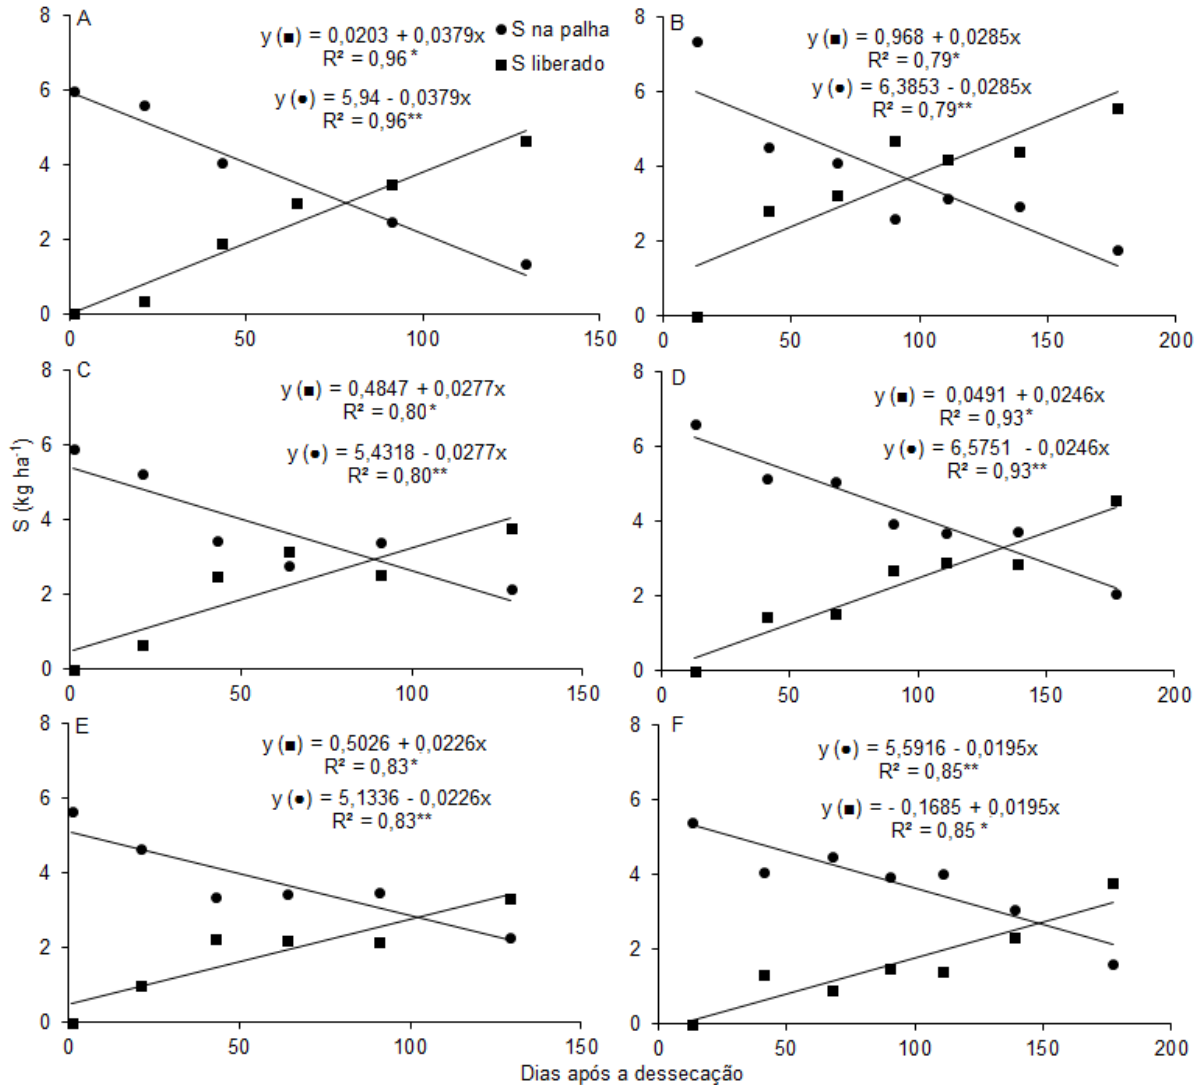 A
y (■) = 0,0203 + 0,0379x
R² = 0,96 *
y (●) = 5,94 - 0,0379x
R² = 0,96**
● S na palha
■ S liberado
8
6
4
2
0
0 50 100 150
B
y (■) = 0,968 + 0,0285x
R² = 0,79*
y (●) = 6,3853 - 0,0285x
R² = 0,79**
8
6
4
2
0
0 50 100 150 200
S (kg ha⁻¹)
C
y (■) = 0,4847 + 0,0277x
R² = 0,80*
y (●) = 5,4318 - 0,0277x
R² = 0,80**
8
6
4
2
0
0 50 100 150
D
y (■) = 0,0491 + 0,0246x
R² = 0,93*
y (●) = 6,5751 - 0,0246x
R² = 0,93**
8
6
4
2
0
0 50 100 150 200
E
y (■) = 0,5026 + 0,0226x
R² = 0,83*
y (●) = 5,1336 - 0,0226x
R² = 0,83**
8
6
4
2
0
0 50 100 150
F
y (●) = 5,5916 - 0,0195x
R² = 0,85**
y (■) = - 0,1685 + 0,0195x
R² = 0,85 *
8
6
4
2
0
0 50 100 150 200
Dias após a dessecação